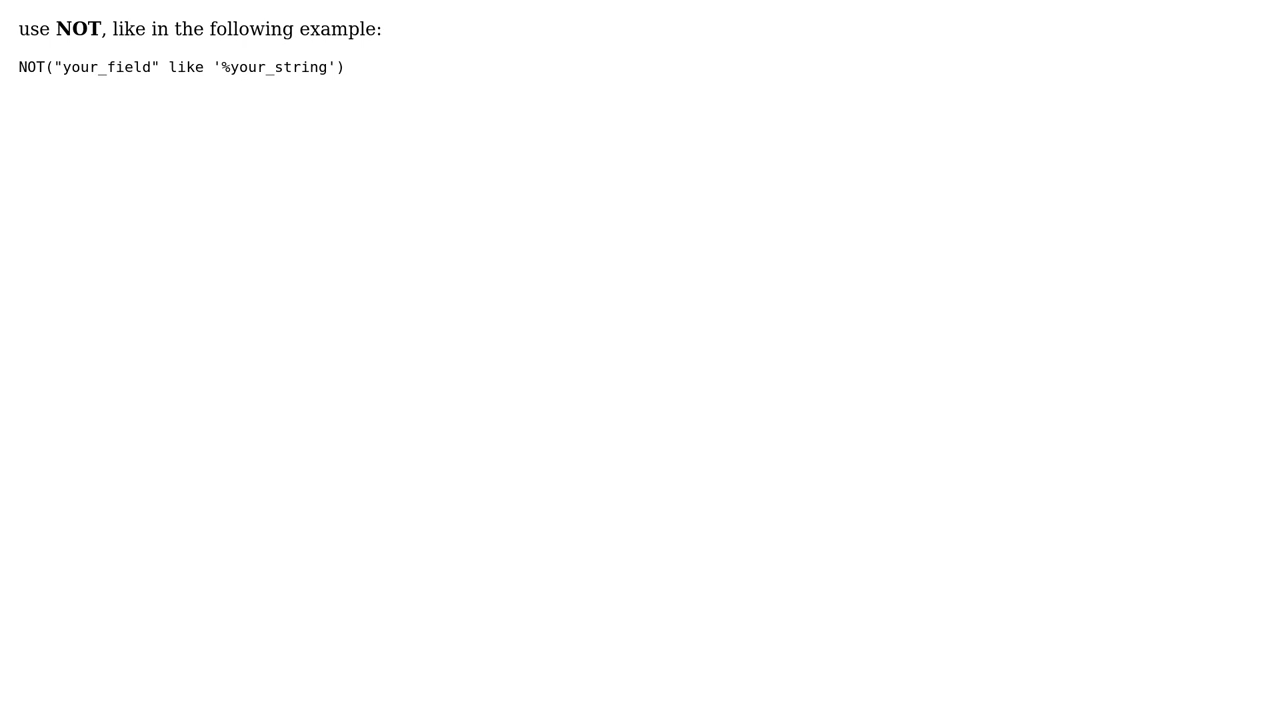 use NOT, like in the following example:
NOT("your_field" like '%your_string')